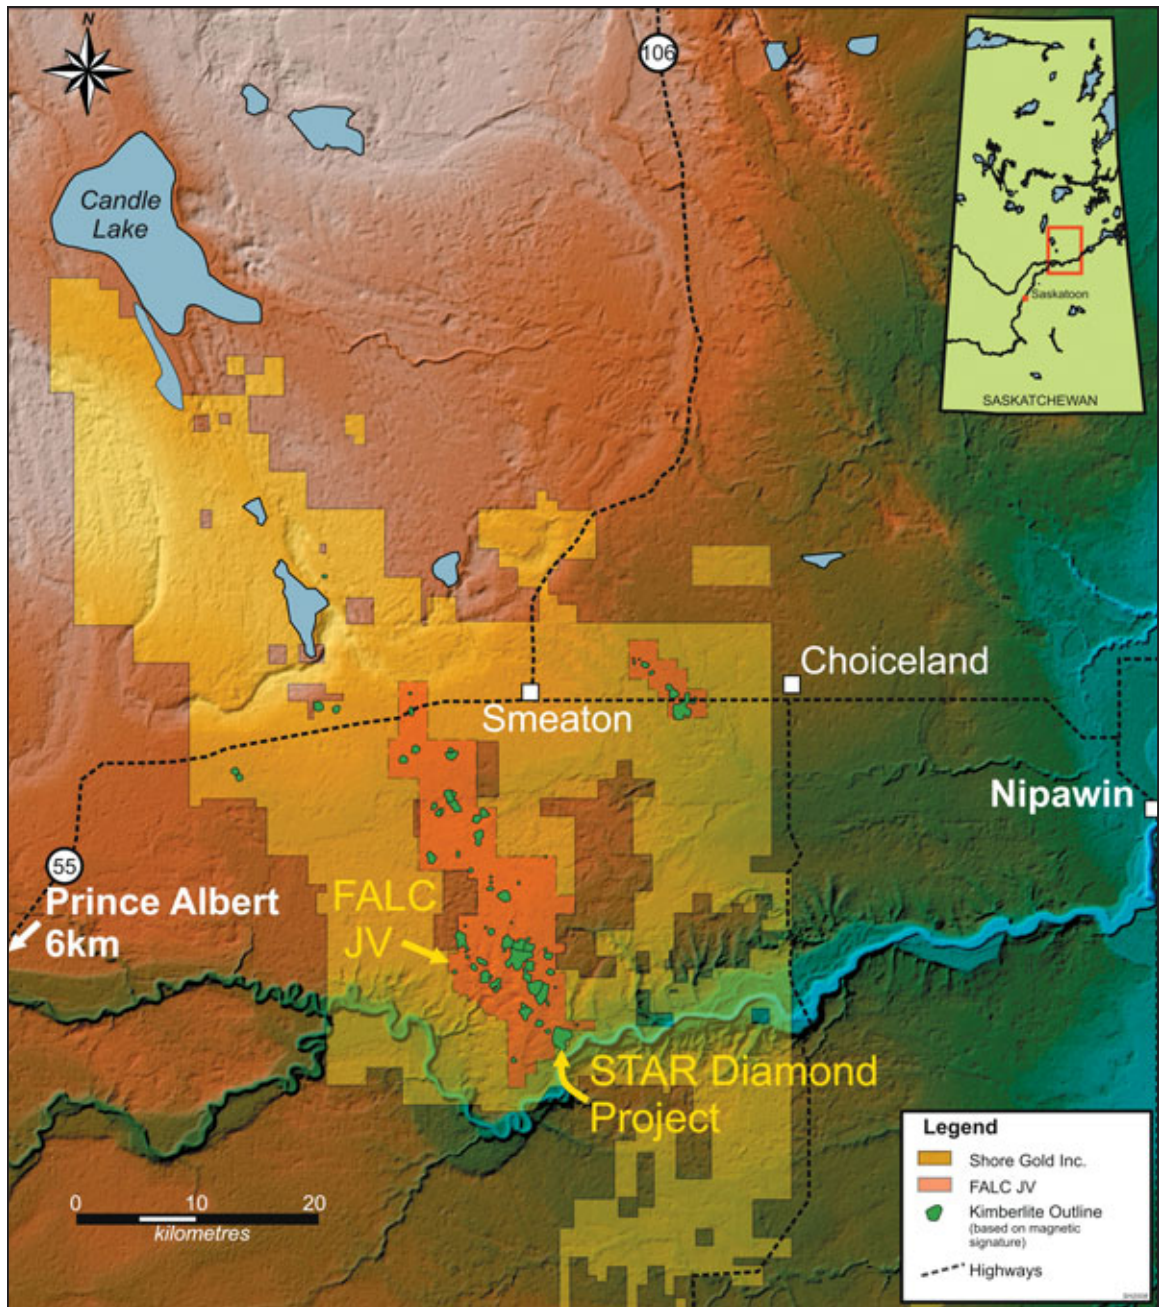 N
106
Candle
Lake
Saskatoon
SASKATCHEWAN
Choiceland
Smeaton
Nipawin
55
Prince Albert
6km
FALC
JV
STAR Diamond
Project
0 10 20
kilometres
Legend
Shore Gold Inc.
FALC JV
Kimberlite Outline
(based on magnetic
signature)
Highways